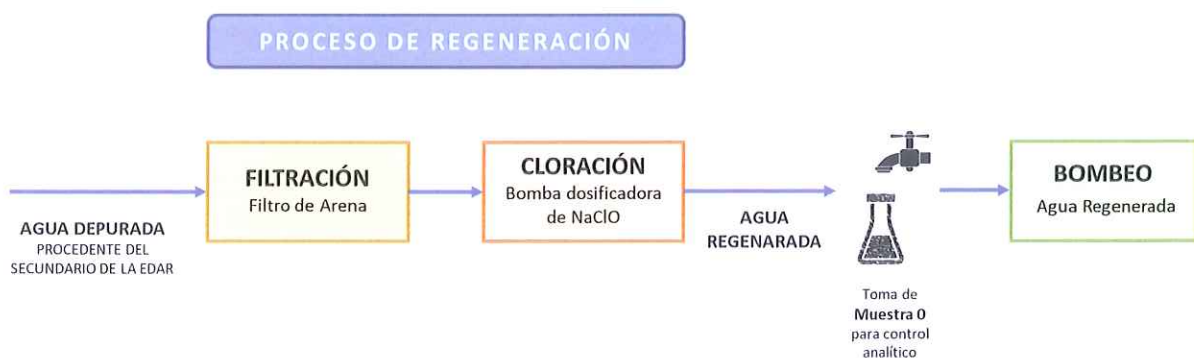 PROCESO DE REGENERACIÓN
AGUA DEPURADA
PROCEDENTE DEL
SECUNDARIO DE LA EDAR
FILTRACIÓN
Filtro de Arena
CLORACIÓN
Bomba dosificadora
de NaClO
AGUA
REGENARADA
Toma de
Muestra 0
para control
analítico
BOMBEO
Agua Regenerada